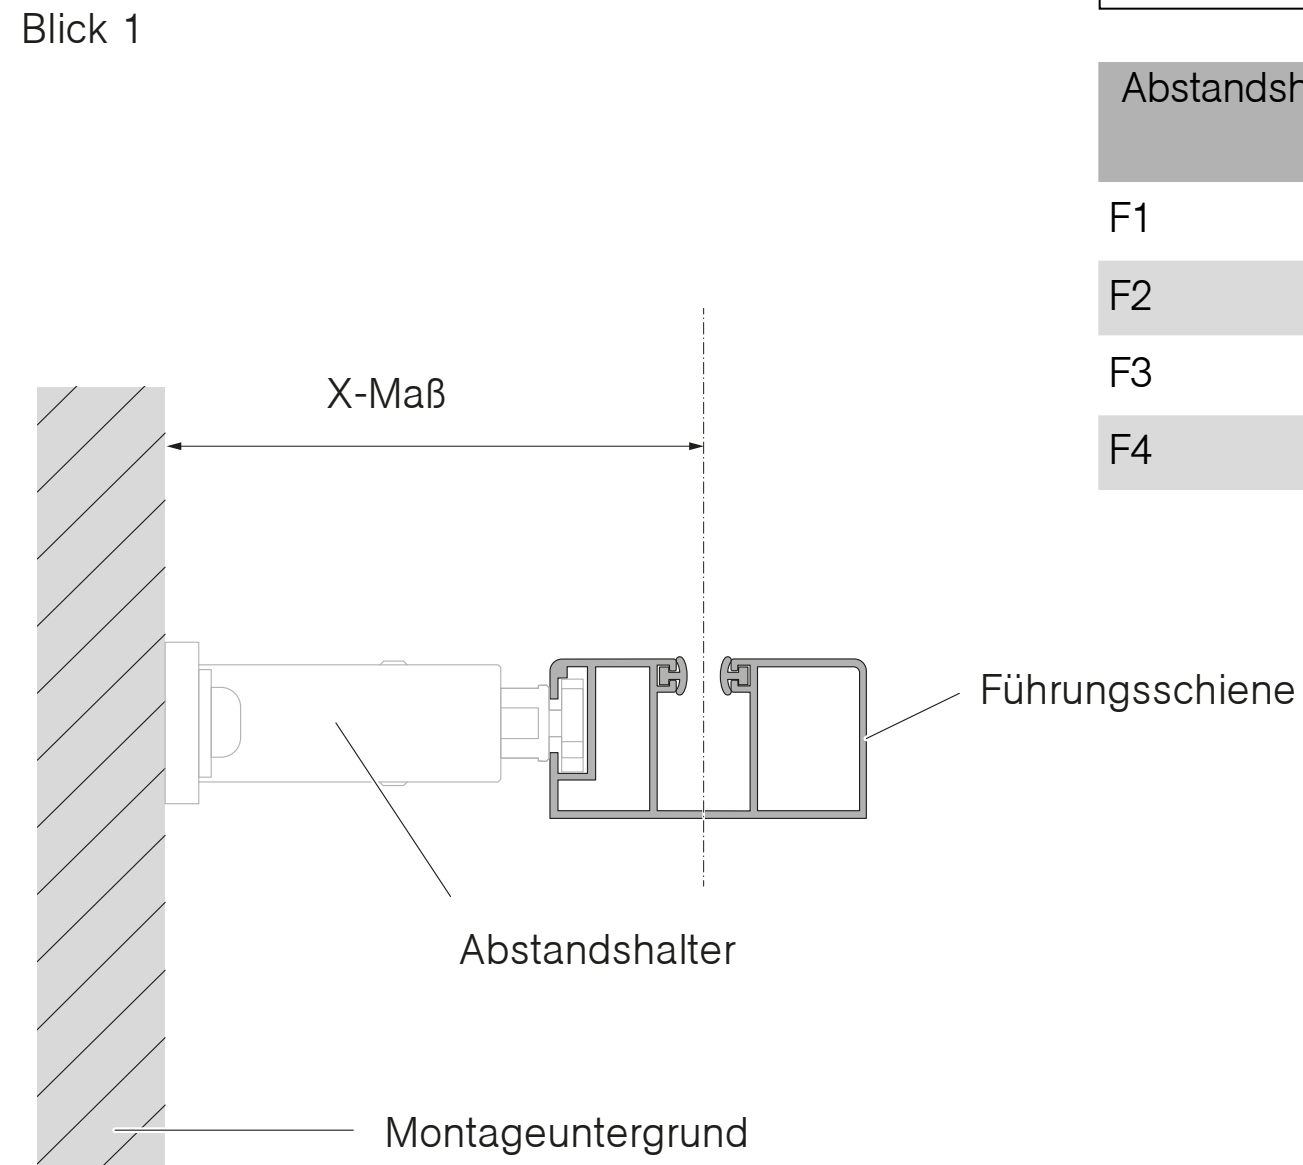 Blick 1
Abstandsh
F1
F2
F3
F4
X-Maß
Führungsschiene
Abstandshalter
Montageuntergrund